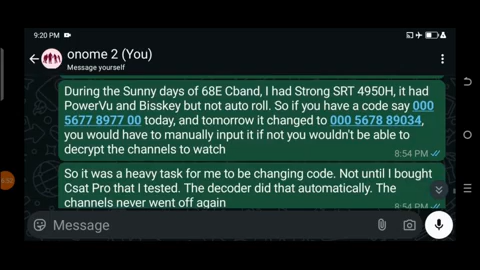 9:20 PM
onome 2 (You)
Message yourself
During the Sunny days of 68E Cband, I had Strong SRT 4950H, it had
PowerVu and Bisskey but not auto roll. So if you have a code say 000
5677 8977 00 today, and tomorrow it changed to 000 5678 89034,
you would have to manually input it if not you wouldn't be able to
decrypt the channels to watch
8:54 PM
So it was a heavy task for me to be changing code. Not until I bought
Csat Pro that I tested. The decoder did that automatically. The
channels never went off again
8:54 PM
Message